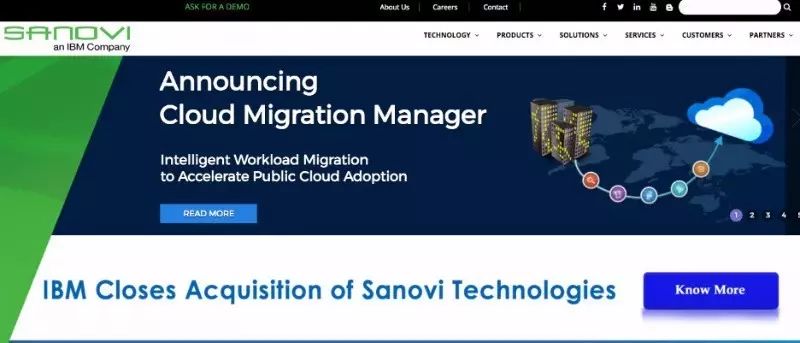 ASK FOR A DEMO About Us Careers Contact
SANOVI
an IBM Company
TECHNOLOGY PRODUCTS SOLUTIONS SERVICES CUSTOMERS PARTNERS
Announcing
Cloud Migration Manager
Intelligent Workload Migration
to Accelerate Public Cloud Adoption
READ MORE
1 2 3 4 5
IBM Closes Acquisition of Sanovi Technologies
Know More